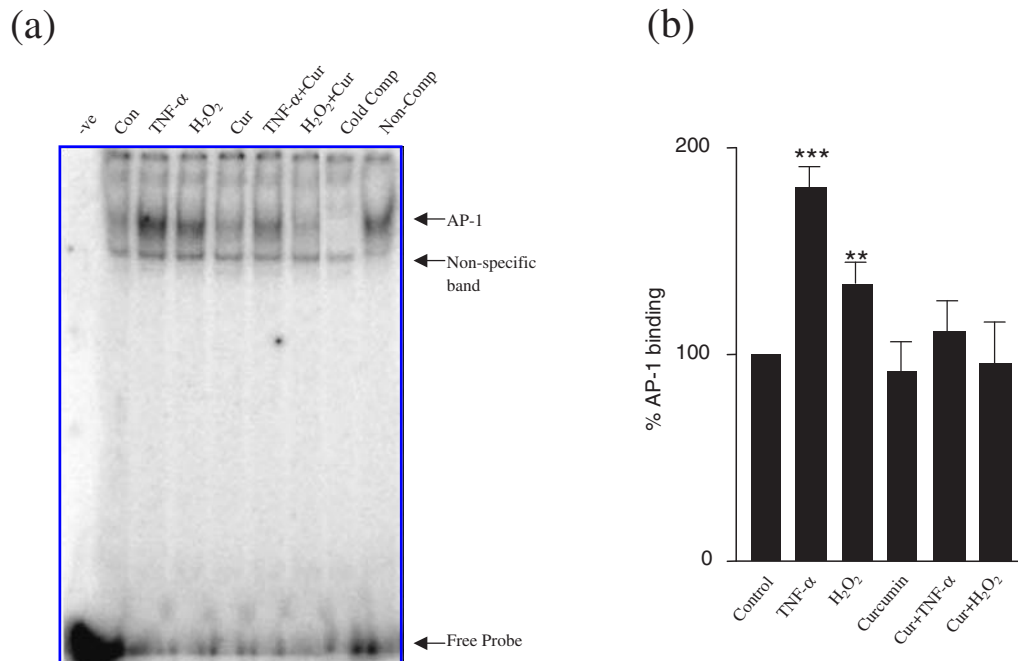 (a)
(b)
-ve
Con
TNF-α
H₂O₂
Cur
TNF-α+Cur
H₂O₂+Cur
Cold Comp
Non-Comp
AP-1
Non-specific
band
Free Probe
% AP-1 binding
200
100
0
***
**
Control
TNF-α
H₂O₂
Curcumin
Cur+TNF-α
Cur+H₂O₂